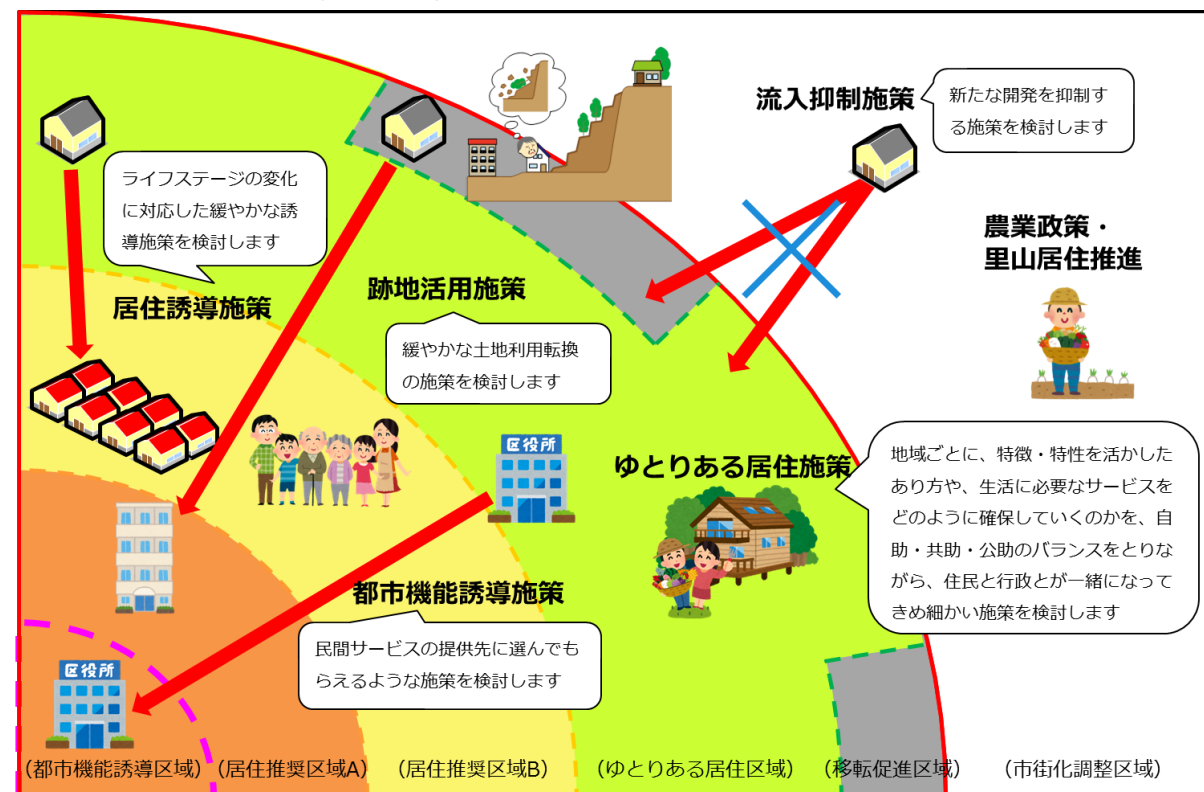 流入抑制施策
新たな開発を抑制す
る施策を検討します
ライフステージの変化
に対応した緩やかな誘
導施策を検討します
農業政策・
里山居住推進
居住誘導施策
跡地活用施策
緩やかな土地利用転換
の施策を検討します
区役所
ゆとりある居住施策
地域ごとに、特徴・特性を活かした
あり方や、生活に必要なサービスを
どのように確保していくのかを、自
助・共助・公助のバランスをとりな
がら、住民と行政とが一緒になって
きめ細かい施策を検討します
都市機能誘導施策
民間サービスの提供先に選んでも
らえるような施策を検討します
区役所
(都市機能誘導区域)
(居住推奨区域A)
(居住推奨区域B)
(ゆとりある居住区域)
(移転促進区域)
(市街化調整区域)